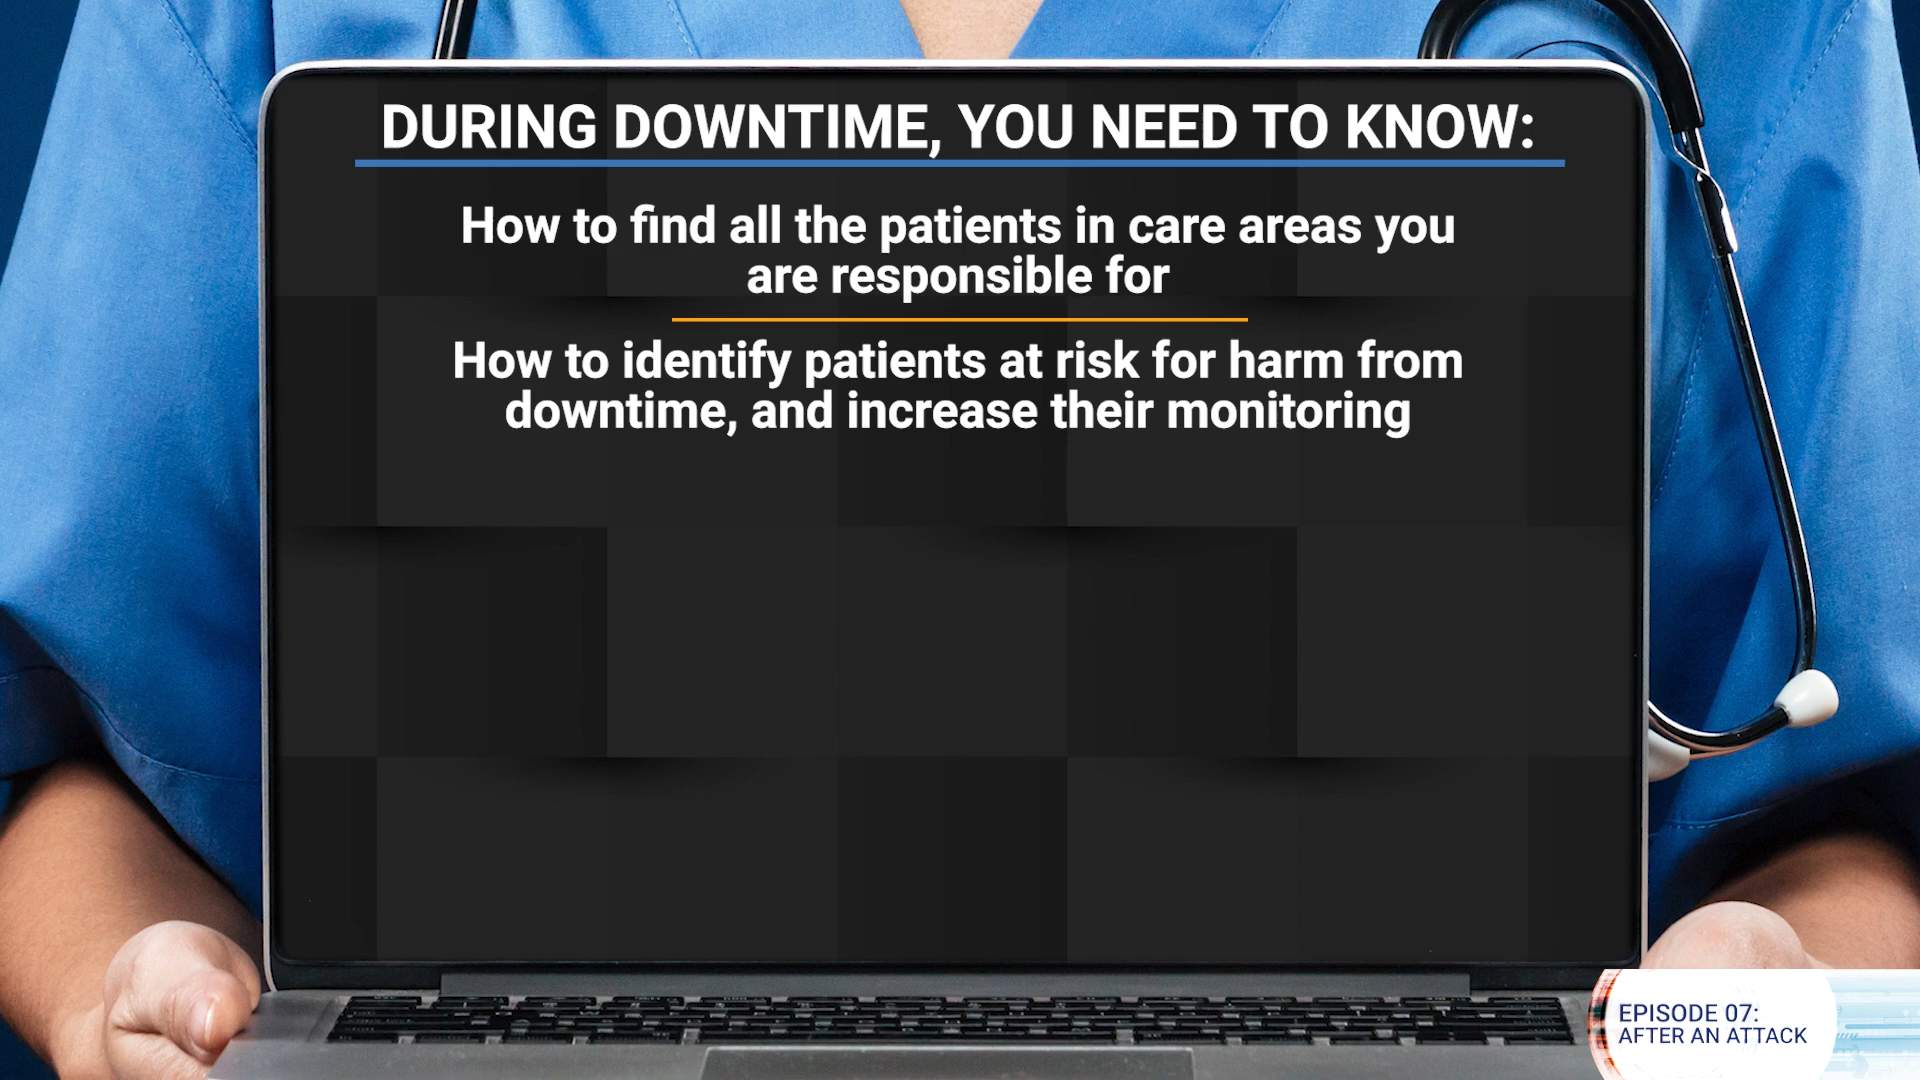 DURING DOWNTIME, YOU NEED TO KNOW:
How to find all the patients in care areas you
are responsible for
How to identify patients at risk for harm from
downtime, and increase their monitoring
EPISODE 07:
AFTER AN ATTACK